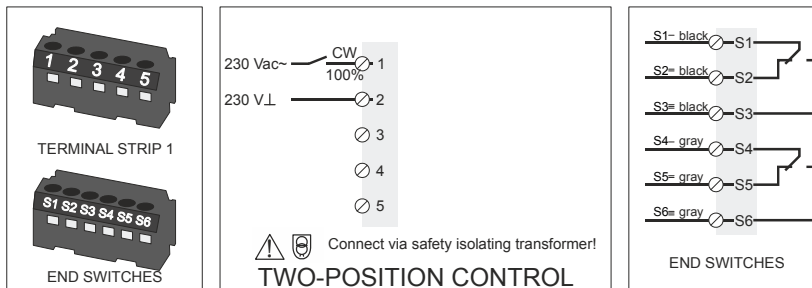 1 2 3 4 5
TERMINAL STRIP 1
S1 S2 S3 S4 S5 S6
END SWITCHES
230 Vac~ CW 1
100%
230 V⊥ 2
3
4
5
Connect via safety isolating transformer!
TWO-POSITION CONTROL
S1− black S1
S2= black S2
S3≡ black S3
S4− gray S4
S5= gray S5
S6≡ gray S6
END SWITCHES